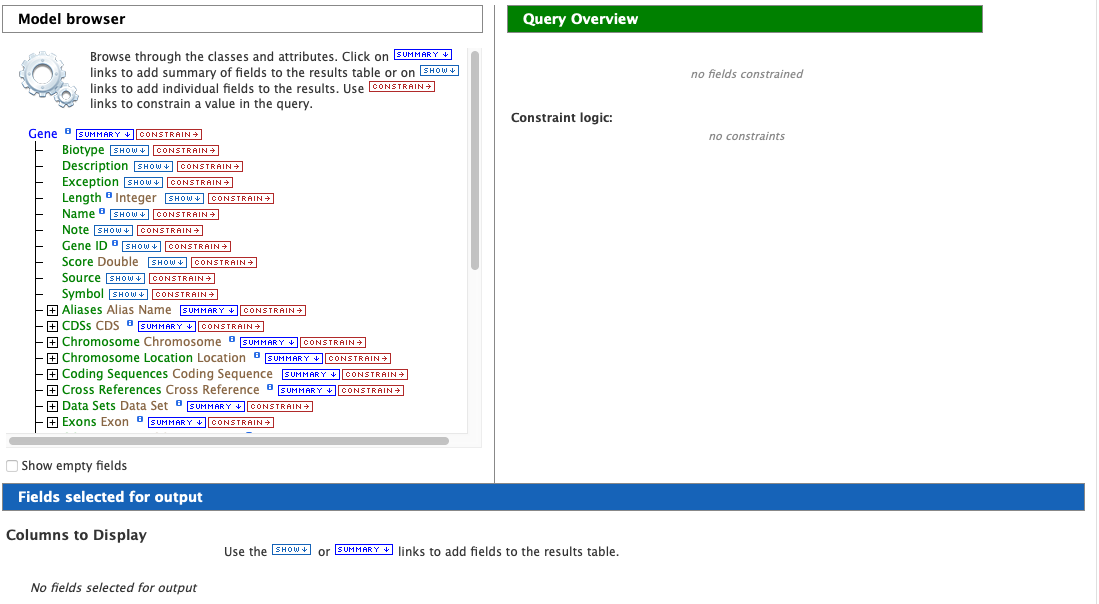 Model browser
Browse through the classes and attributes. Click on SUMMARY ↓
links to add summary of fields to the results table or on SHOW ↓
links to add individual fields to the results. Use CONSTRAIN →
links to constrain a value in the query.
Gene i SUMMARY ↓ CONSTRAIN →
Biotype SHOW ↓ CONSTRAIN →
Description SHOW ↓ CONSTRAIN →
Exception SHOW ↓ CONSTRAIN →
Length i Integer SHOW ↓ CONSTRAIN →
Name i SHOW ↓ CONSTRAIN →
Note SHOW ↓ CONSTRAIN →
Gene ID i SHOW ↓ CONSTRAIN →
Score Double SHOW ↓ CONSTRAIN →
Source SHOW ↓ CONSTRAIN →
Symbol SHOW ↓ CONSTRAIN →
Aliases Alias Name SUMMARY ↓ CONSTRAIN →
CDSs CDS i SUMMARY ↓ CONSTRAIN →
Chromosome Chromosome i SUMMARY ↓ CONSTRAIN →
Chromosome Location Location i SUMMARY ↓ CONSTRAIN →
Coding Sequences Coding Sequence SUMMARY ↓ CONSTRAIN →
Cross References Cross Reference i SUMMARY ↓ CONSTRAIN →
Data Sets Data Set i SUMMARY ↓ CONSTRAIN →
Exons Exon i SUMMARY ↓ CONSTRAIN →
Show empty fields
Query Overview
no fields constrained
Constraint logic:
no constraints
Fields selected for output
Columns to Display
Use the SHOW ↓ or SUMMARY ↓ links to add fields to the results table.
No fields selected for output